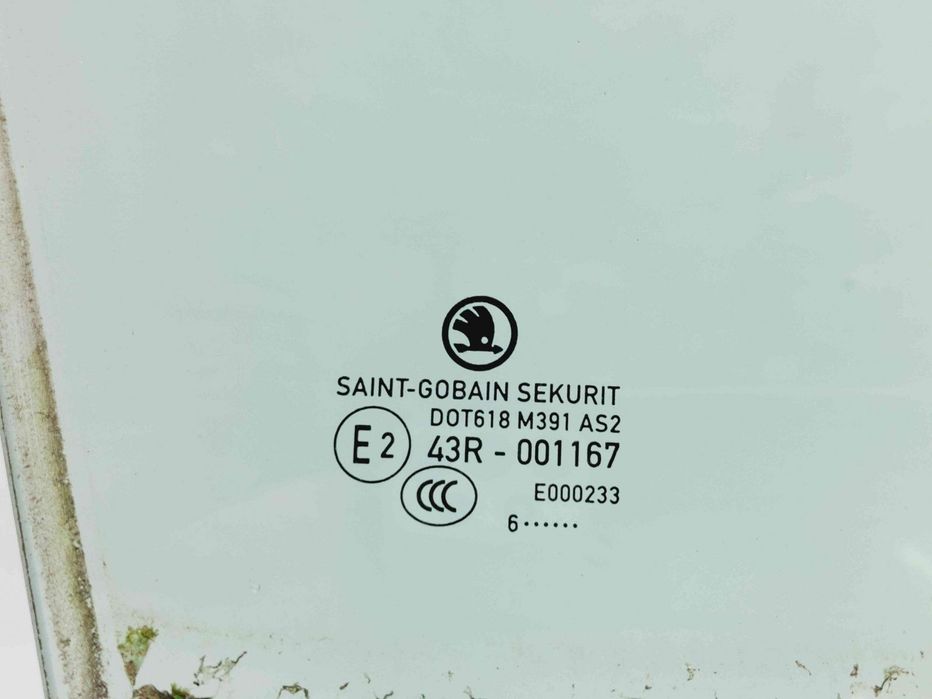 SAINT-GOBAIN SEKURIT
DOT618 M391 AS2
E2 43R - 001167
CCC E000233
6······